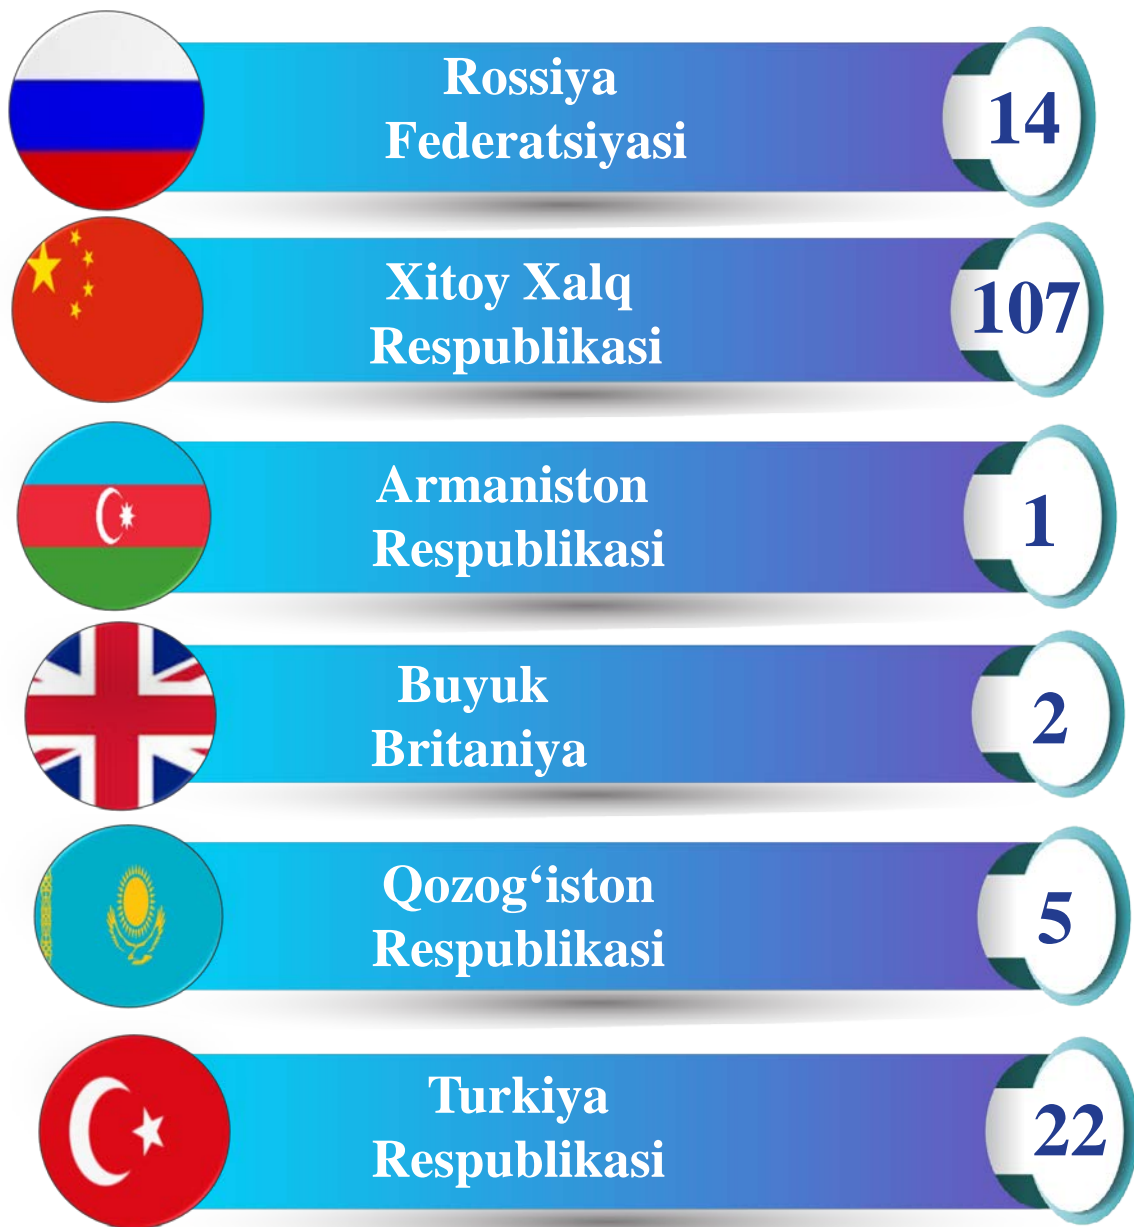 Rossiya
Federatsiyasi
14
Xitoy Xalq
Respublikasi
107
Armaniston
Respublikasi
1
Buyuk
Britaniya
2
Qozog‘iston
Respublikasi
5
Turkiya
Respublikasi
22